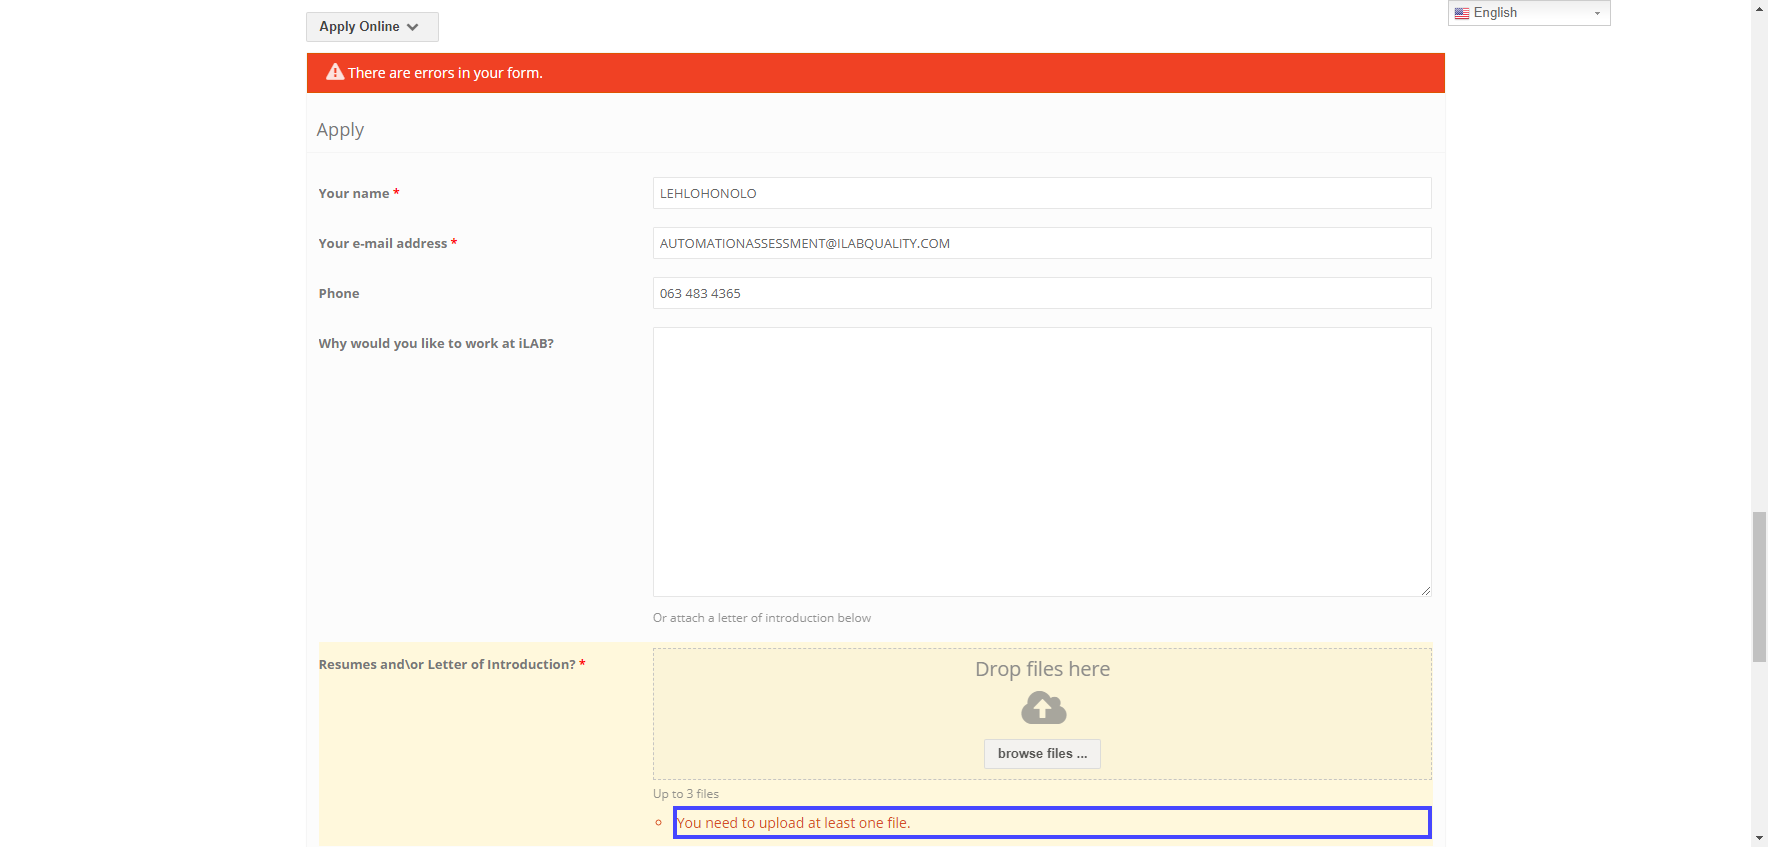 Apply Online
English
There are errors in your form.
Apply
Your name *
LEHLOHONOLO
Your e-mail address *
AUTOMATIONASSESSMENT@ILABQUALITY.COM
Phone
063 483 4365
Why would you like to work at iLAB?
Or attach a letter of introduction below
Resumes and\or Letter of Introduction? *
Drop files here
browse files ...
Up to 3 files
You need to upload at least one file.